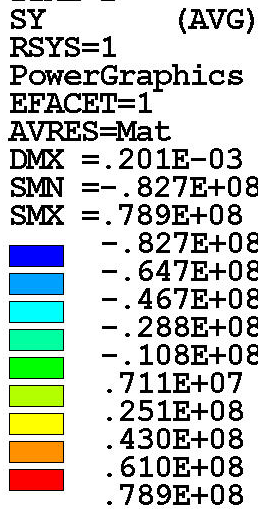 SY (AVG)
RSYS=1
PowerGraphics
EFACET=1
AVRES=Mat
DMX =.201E-03
SMN =-.827E+08
SMX =.789E+08
-.827E+08
-.647E+08
-.467E+08
-.288E+08
-.108E+08
.711E+07
.251E+08
.430E+08
.610E+08
.789E+08